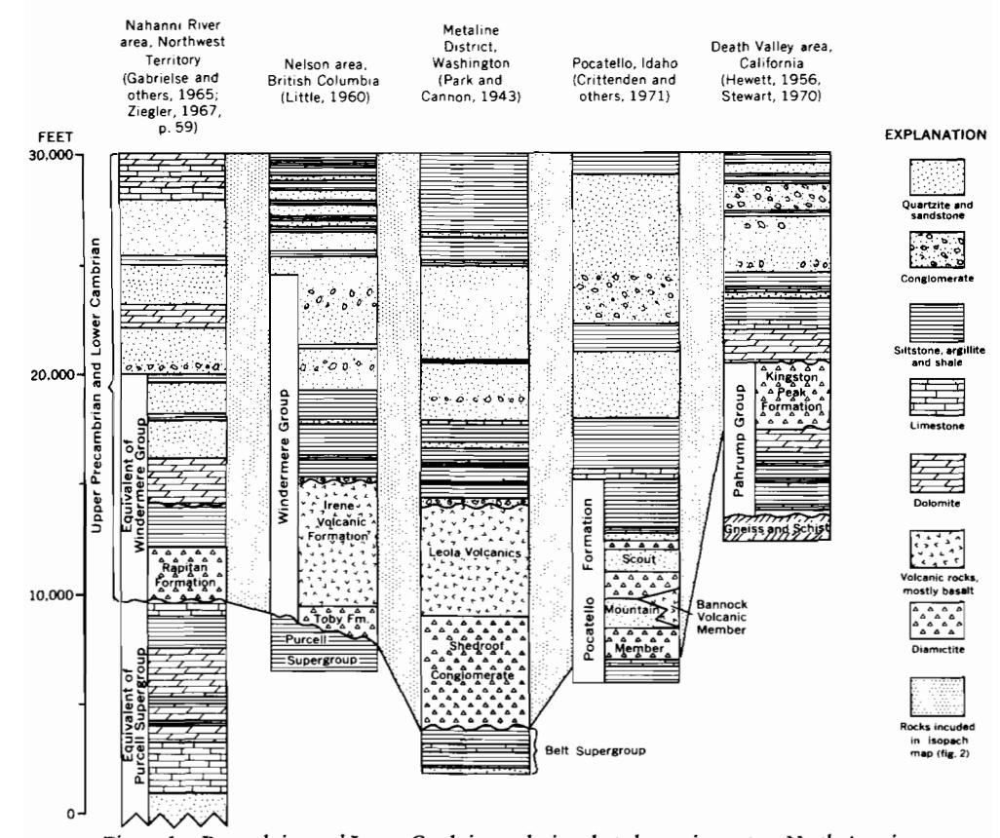 Nahanni River
area, Northwest
Territory
(Gabrielse and
others, 1965;
Ziegler, 1967,
p. 59)
Nelson area,
British Columbia
(Little, 1960)
Metaline
District,
Washington
(Park and
Cannon, 1943)
Pocatello, Idaho
(Crittenden and
others, 1971)
Death Valley area,
California
(Hewett, 1956,
Stewart, 1970)
FEET
30,000
20.000
10,000
0
Upper Precambrian and Lower Cambrian
Equivalent of
Windermere Group
Equivalent of
Purcell Supergroup
Rapitan
Formation
Windermere Group
Irene
Volcanic
Formation
Toby Fm.
Purcell
Supergroup
Leola Volcanics
Shedroof
Conglomerate
Belt Supergroup
Pocatello Formation
Scout
Mountain
Member
Bannock
Volcanic
Member
Pahrump Group
Kingston
Peak
Formation
Gneiss and Schist
EXPLANATION
Quartzite and
sandstone
Conglomerate
Siltstone, argillite
and shale
Limestone
Dolomite
Volcanic rocks,
mostly basalt
Diamictite
Rocks incuded
in isopach
map (fig. 2)